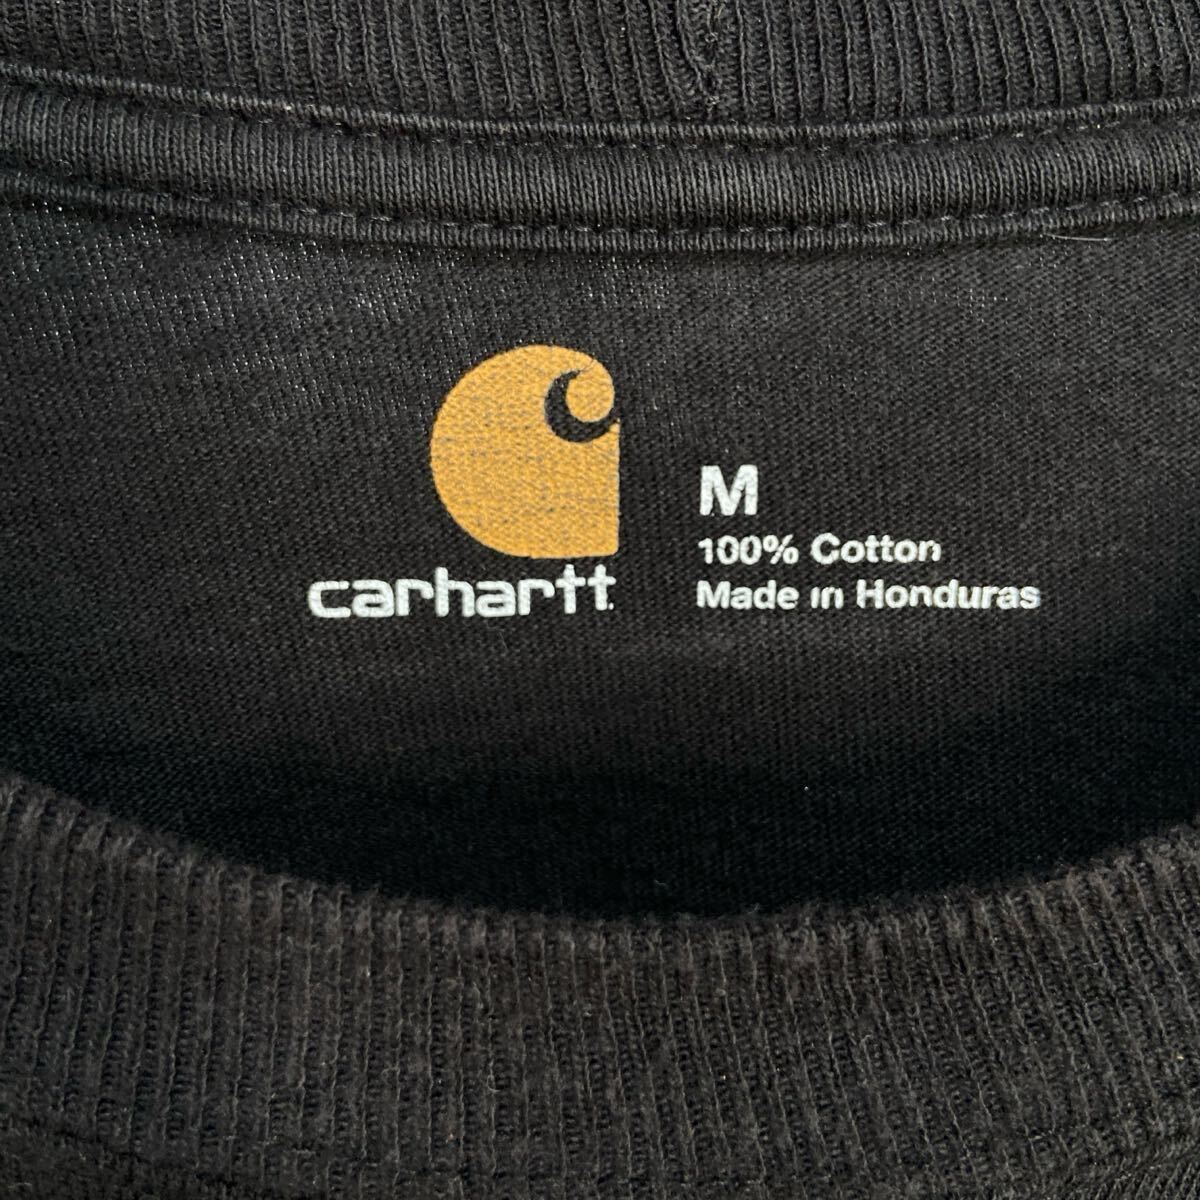 carhartt
M
100% Cotton
Made in Honduras